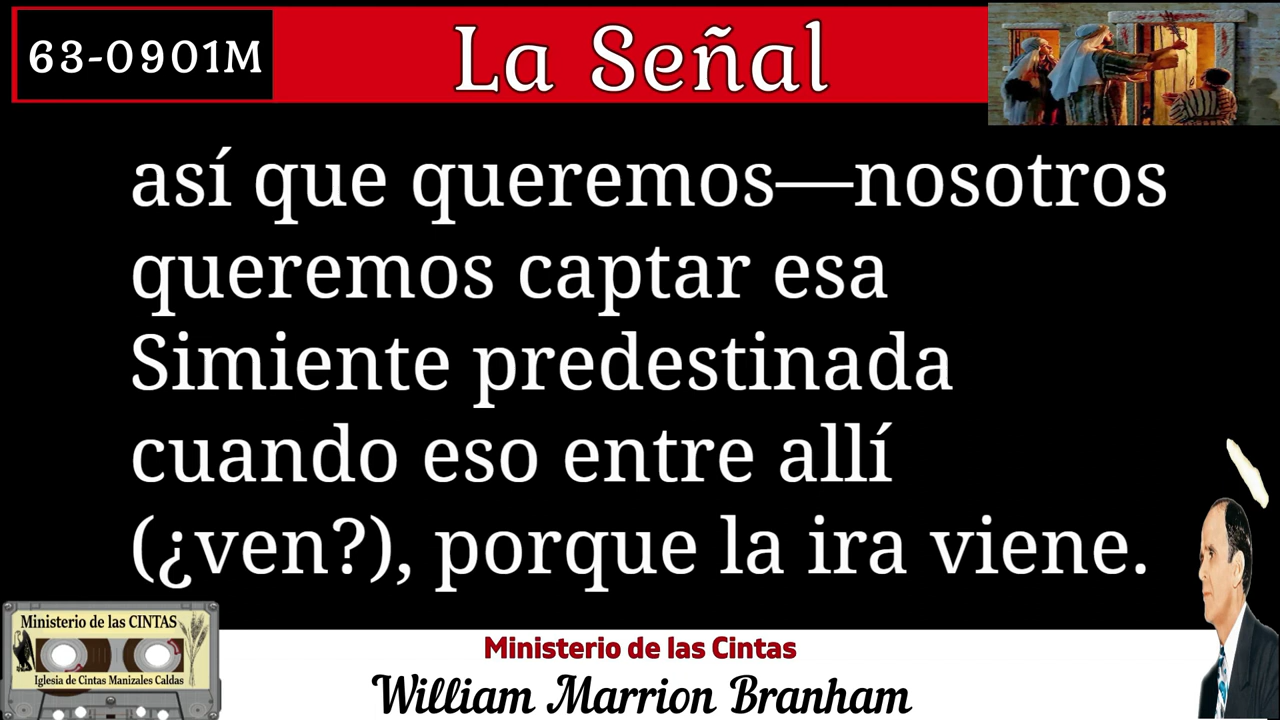 63-0901M
La Señal
así que queremos—nosotros
queremos captar esa
Simiente predestinada
cuando eso entre allí
(¿ven?), porque la ira viene.
Ministerio de las CINTAS
Iglesia de Cintas Manizales Caldas
Ministerio de las Cintas
William Marrion Branham